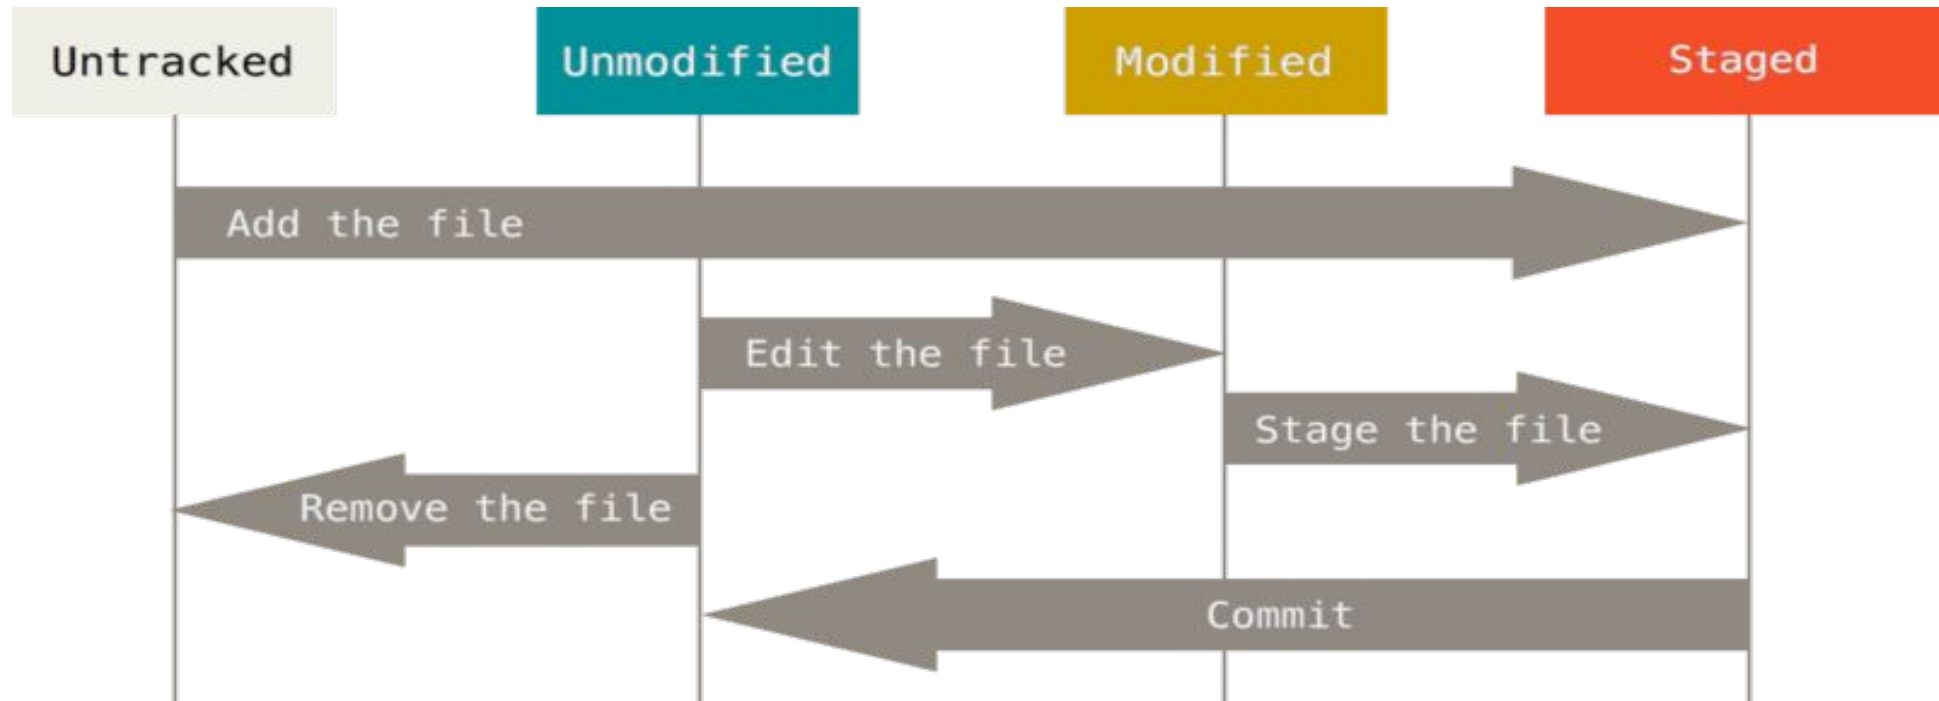 Untracked
Unmodified
Modified
Staged
Add the file
Edit the file
Stage the file
Remove the file
Commit